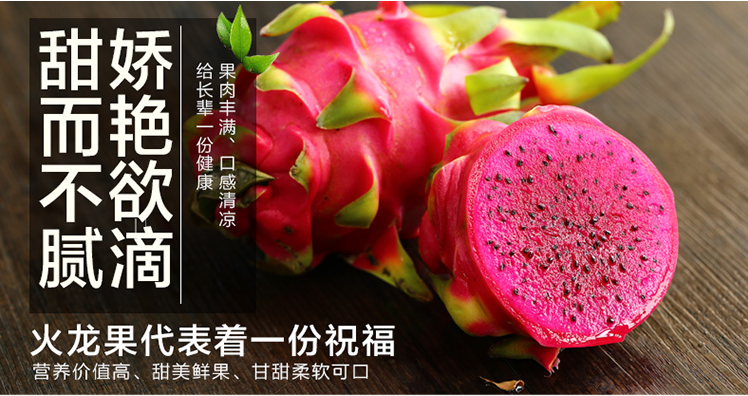 娇艳欲滴
甜而不腻
果肉丰满、口感清凉
给长辈一份健康
火龙果代表着一份祝福
营养价值高、甜美鲜果、甘甜柔软可口